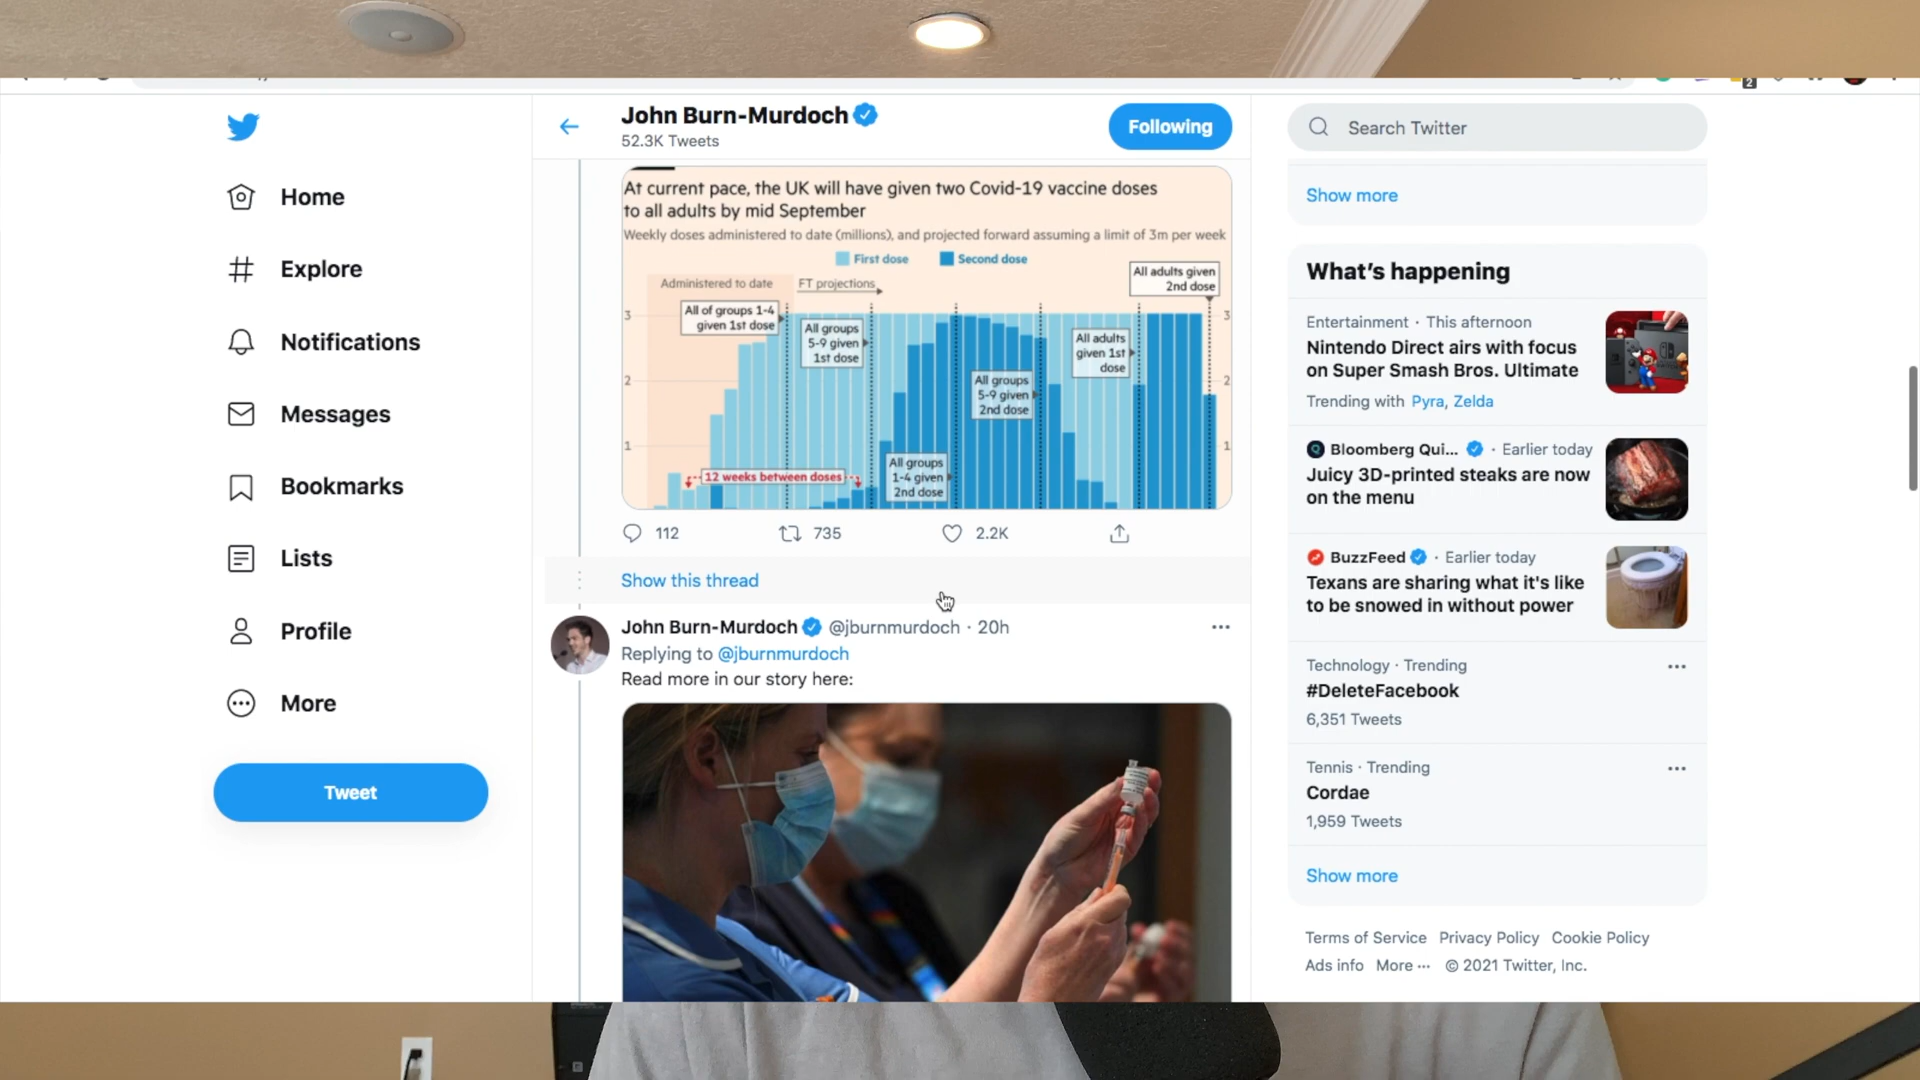 2
John Burn-Murdoch
52.3K Tweets
Following
Search Twitter
Home
Explore
Notifications
Messages
Bookmarks
Lists
Profile
More
Tweet
At current pace, the UK will have given two Covid-19 vaccine doses
to all adults by mid September
Weekly doses administered to date (millions), and projected forward assuming a limit of 3m per week
First dose
Second dose
Administered to date
FT projections
All adults given
2nd dose
All of groups 1-4
given 1st dose
All groups
5-9 given
1st dose
All adults
given 1st
dose
All groups
5-9 given
2nd dose
All groups
1-4 given
2nd dose
12 weeks between doses
3
2
1
3
2
1
112
735
2.2K
Show this thread
John Burn-Murdoch @jburnmurdoch · 20h
Replying to @jburnmurdoch
Read more in our story here:
Show more
What's happening
Entertainment · This afternoon
Nintendo Direct airs with focus
on Super Smash Bros. Ultimate
Trending with Pyra, Zelda
Bloomberg Qui... · Earlier today
Juicy 3D-printed steaks are now
on the menu
BuzzFeed · Earlier today
Texans are sharing what it's like
to be snowed in without power
Technology · Trending
#DeleteFacebook
6,351 Tweets
Tennis · Trending
Cordae
1,959 Tweets
Show more
Terms of Service Privacy Policy Cookie Policy
Ads info More ··· © 2021 Twitter, Inc.